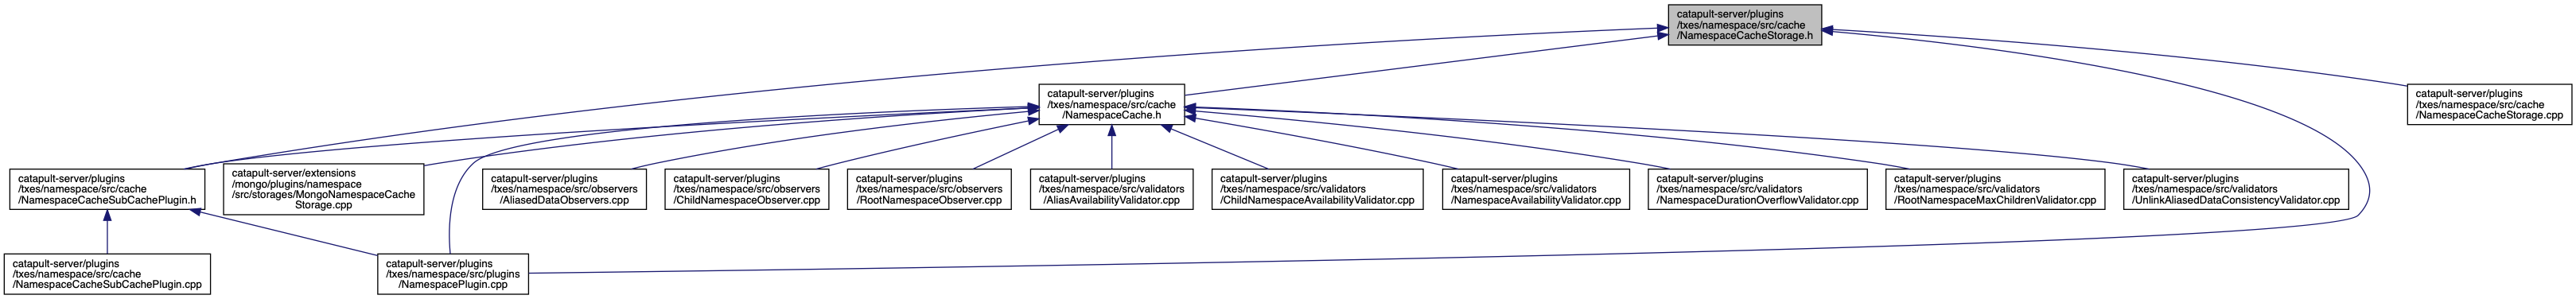 catapult-server/plugins
/txes/namespace/src/cache
/NamespaceCacheStorage.h
catapult-server/plugins
/txes/namespace/src/cache
/NamespaceCache.h
catapult-server/plugins
/txes/namespace/src/cache
/NamespaceCacheStorage.cpp
catapult-server/plugins
/txes/namespace/src/cache
/NamespaceCacheSubCachePlugin.h
catapult-server/extensions
/mongo/plugins/namespace
/src/storages/MongoNamespaceCache
Storage.cpp
catapult-server/plugins
/txes/namespace/src/observers
/AliasedDataObservers.cpp
catapult-server/plugins
/txes/namespace/src/observers
/ChildNamespaceObserver.cpp
catapult-server/plugins
/txes/namespace/src/observers
/RootNamespaceObserver.cpp
catapult-server/plugins
/txes/namespace/src/validators
/AliasAvailabilityValidator.cpp
catapult-server/plugins
/txes/namespace/src/validators
/ChildNamespaceAvailabilityValidator.cpp
catapult-server/plugins
/txes/namespace/src/validators
/NamespaceAvailabilityValidator.cpp
catapult-server/plugins
/txes/namespace/src/validators
/NamespaceDurationOverflowValidator.cpp
catapult-server/plugins
/txes/namespace/src/validators
/RootNamespaceMaxChildrenValidator.cpp
catapult-server/plugins
/txes/namespace/src/validators
/UnlinkAliasedDataConsistencyValidator.cpp
catapult-server/plugins
/txes/namespace/src/cache
/NamespaceCacheSubCachePlugin.cpp
catapult-server/plugins
/txes/namespace/src/plugins
/NamespacePlugin.cpp